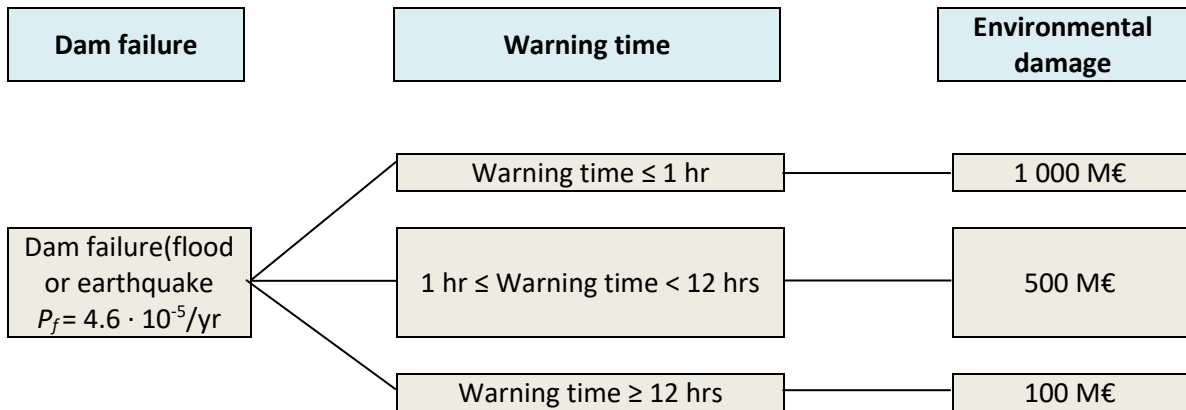 Dam failure
Warning time
Environmental
damage
Warning time ≤ 1 hr
1 000 M€
Dam failure(flood
or earthquake
P_f = 4.6 · 10⁻⁵/yr
1 hr ≤ Warning time < 12 hrs
500 M€
Warning time ≥ 12 hrs
100 M€